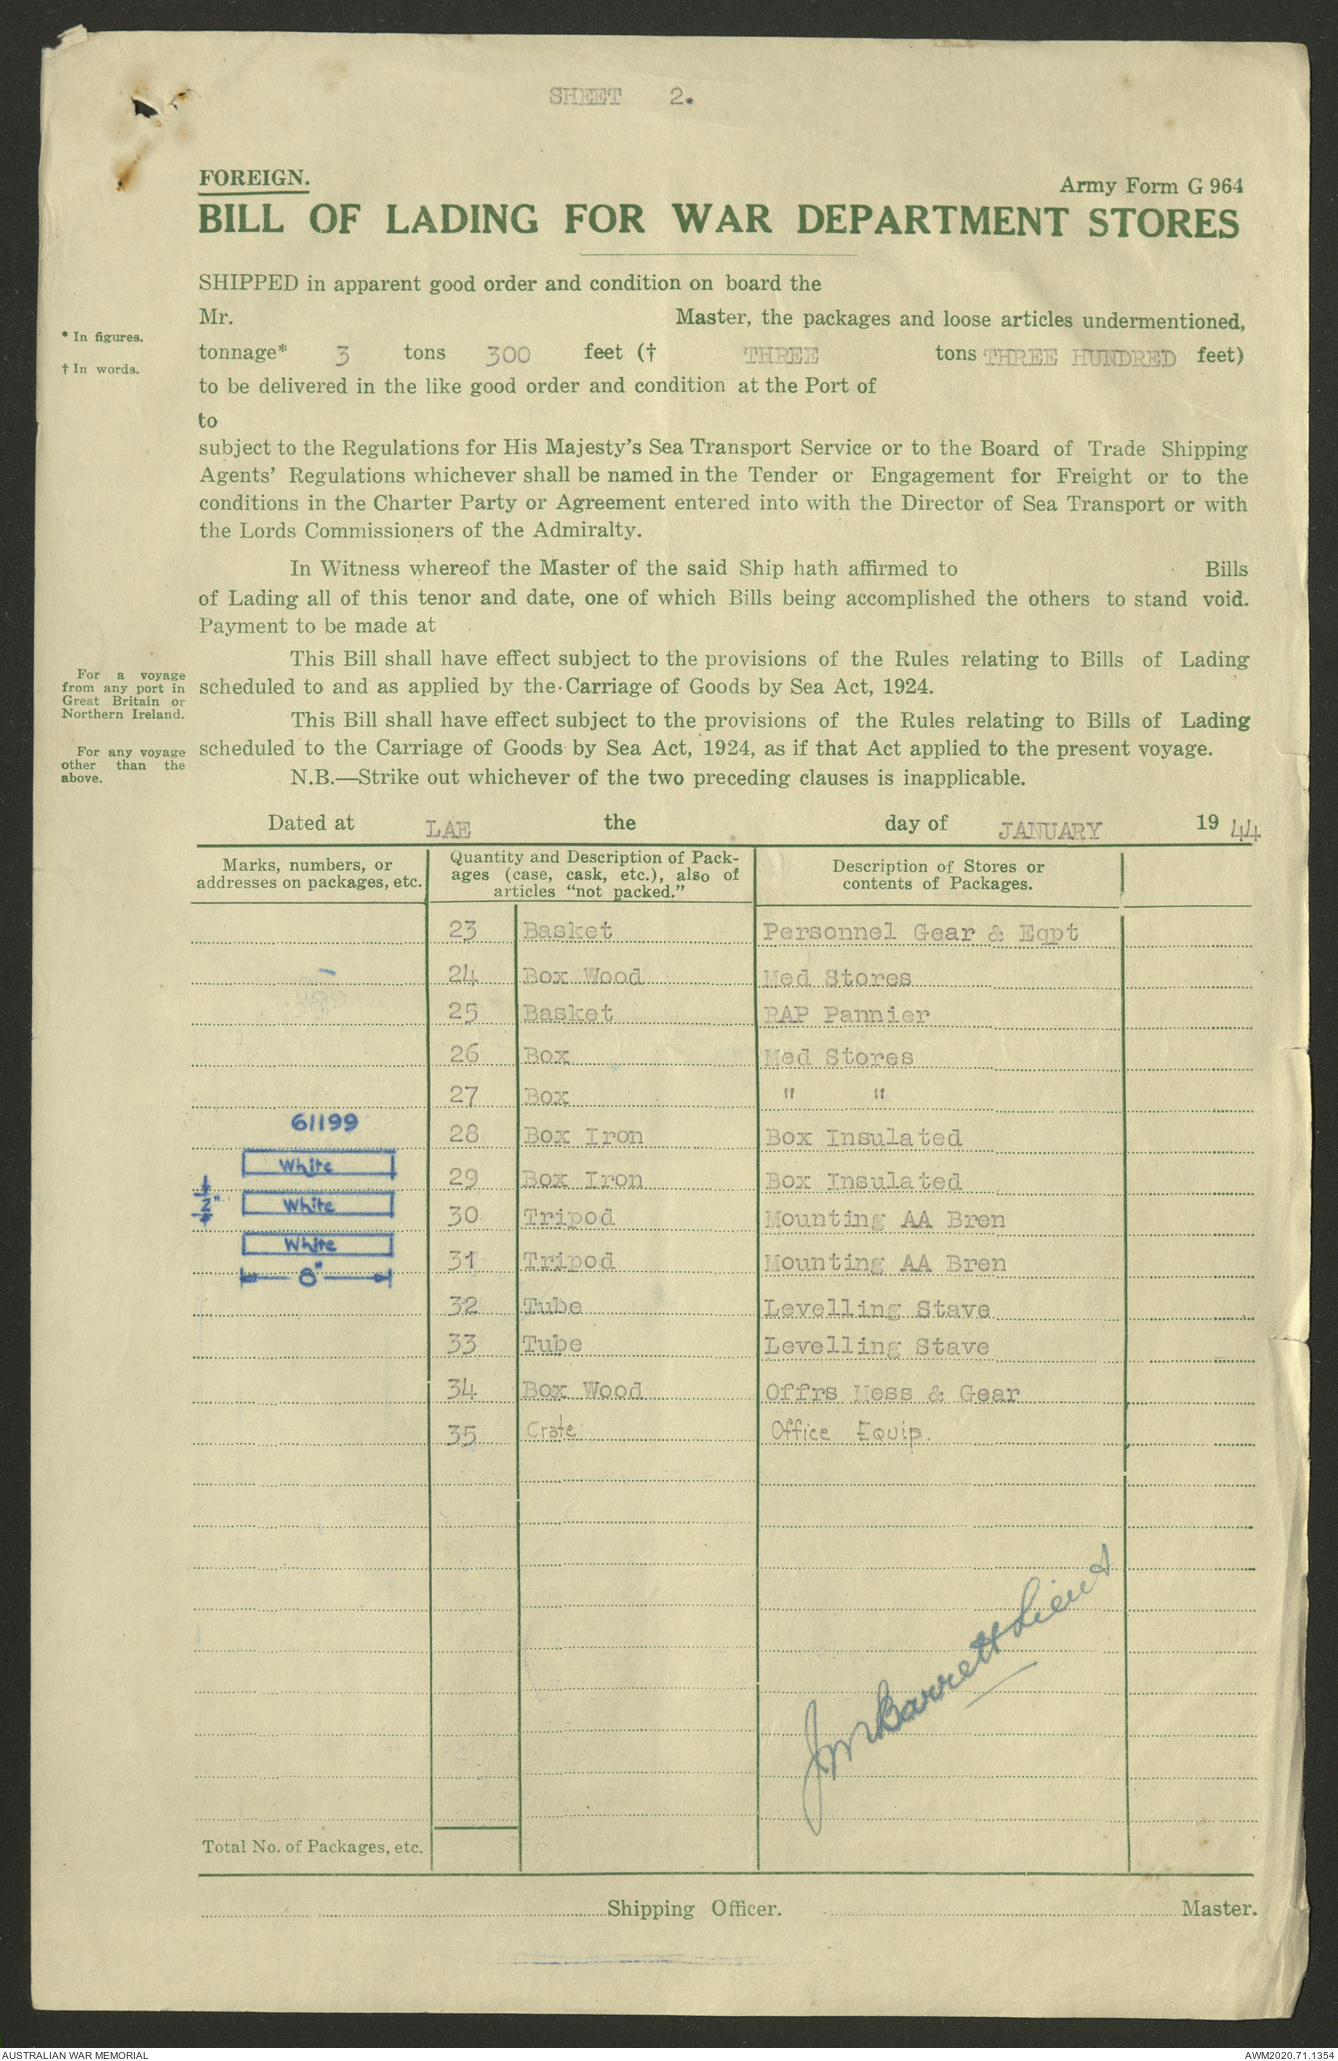 SHEET 2.
FOREIGN.
Army Form G 964
BILL OF LADING FOR WAR DEPARTMENT STORES
SHIPPED in apparent good order and condition on board the
Mr. Master, the packages and loose articles undermentioned,
* In figures.
tonnage* 3 tons 300 feet († THREE tons THREE HUNDRED feet)
† In words.
to be delivered in the like good order and condition at the Port of
to
subject to the Regulations for His Majesty's Sea Transport Service or to the Board of Trade Shipping
Agents' Regulations whichever shall be named in the Tender or Engagement for Freight or to the
conditions in the Charter Party or Agreement entered into with the Director of Sea Transport or with
the Lords Commissioners of the Admiralty.
In Witness whereof the Master of the said Ship hath affirmed to Bills
of Lading all of this tenor and date, one of which Bills being accomplished the others to stand void.
Payment to be made at
For a voyage
from any port in
Great Britain or
Northern Ireland.
This Bill shall have effect subject to the provisions of the Rules relating to Bills of Lading
scheduled to and as applied by the Carriage of Goods by Sea Act, 1924.
For any voyage
other than the
above.
This Bill shall have effect subject to the provisions of the Rules relating to Bills of Lading
scheduled to the Carriage of Goods by Sea Act, 1924, as if that Act applied to the present voyage.
N.B.—Strike out whichever of the two preceding clauses is inapplicable.
Dated at LAE the day of JANUARY 19 44
Marks, numbers, or
addresses on packages, etc.
Quantity and Description of Pack-
ages (case, cask, etc.), also of
articles "not packed."
Description of Stores or
contents of Packages.
23 Basket Personnel Gear & Eqpt
24 Box Wood Med Stores
25 Basket RAP Pannier
26 Box Med Stores
27 Box " "
61199
28 Box Iron Box Insulated
White
29 Box Iron Box Insulated
½" White
30 Tripod Mounting AA Bren
White
31 Tripod Mounting AA Bren
8"
32 Tube Levelling Stave
33 Tube Levelling Stave
34 Box Wood Offrs Mess & Gear
35 Crate Office Equip.
JM Barrett Lieut
Total No. of Packages, etc.
Shipping Officer. Master.
AUSTRALIAN WAR MEMORIAL AWM2020.71.1354